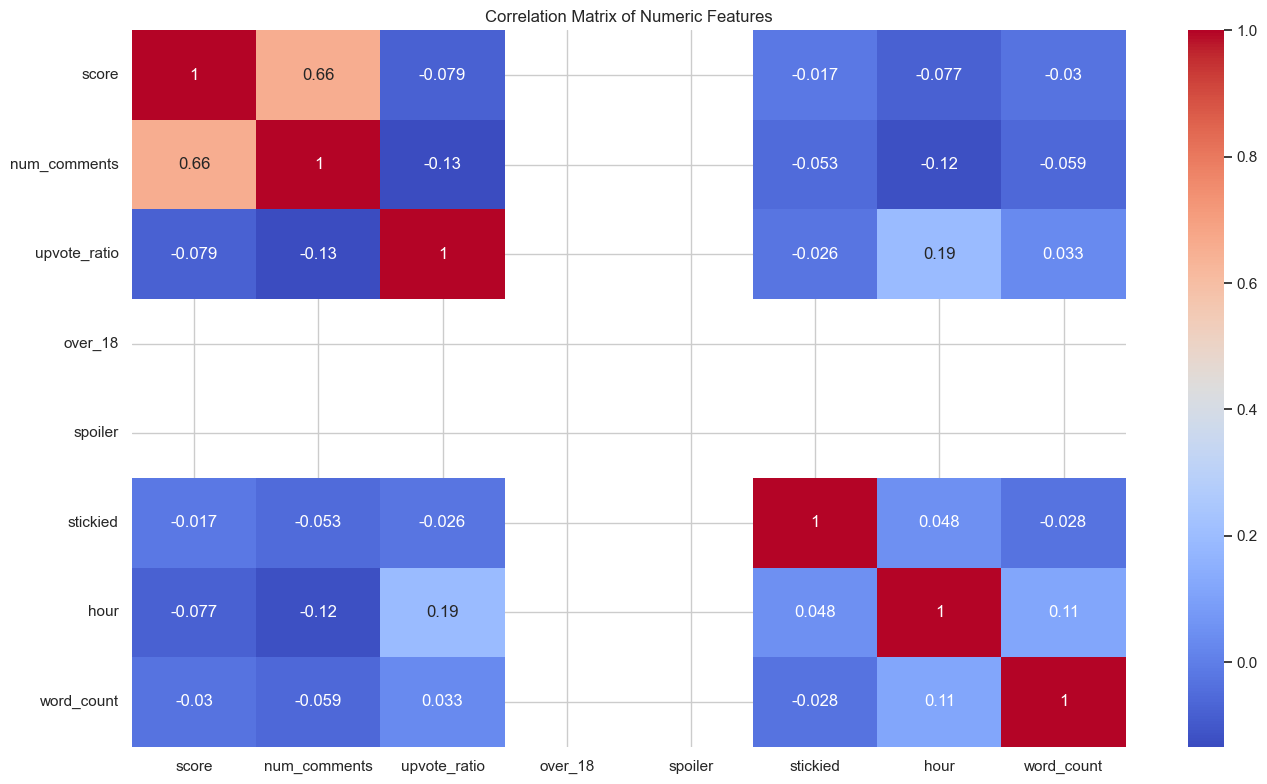 Correlation Matrix of Numeric Features
score 1 0.66 -0.079 -0.017 -0.077 -0.03
num_comments 0.66 1 -0.13 -0.053 -0.12 -0.059
upvote_ratio -0.079 -0.13 1 -0.026 0.19 0.033
over_18
spoiler
stickied -0.017 -0.053 -0.026 1 0.048 -0.028
hour -0.077 -0.12 0.19 0.048 1 0.11
word_count -0.03 -0.059 0.033 -0.028 0.11 1
score num_comments upvote_ratio over_18 spoiler stickied hour word_count
1.0
0.8
0.6
0.4
0.2
0.0